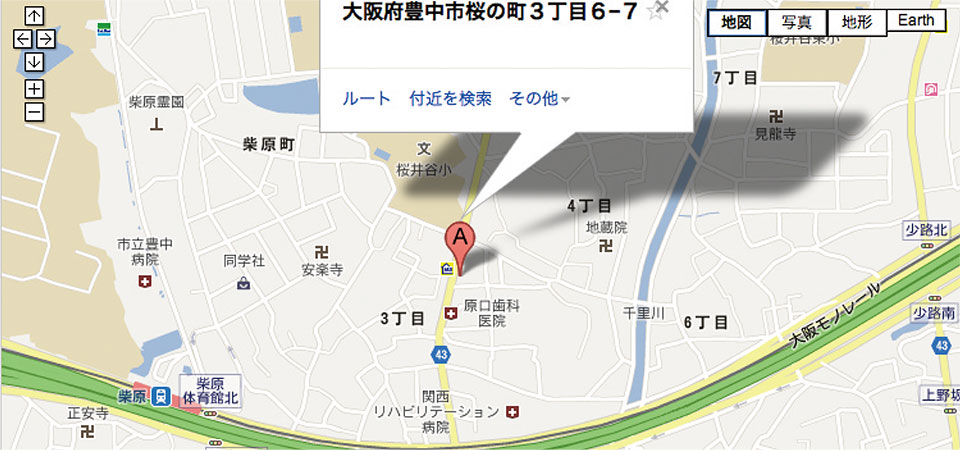 大阪府豊中市桜の町３丁目６−７
ルート 付近を検索 その他
地図 写真 地形 Earth
桜井谷東小
7丁目
柴原霊園
見龍寺
柴原町
文
桜井谷小
4丁目
地蔵院
少路北
A
市立豊中
病院
同学社
安楽寺
大阪モノレール
原口歯科
医院
3丁目
千里川
6丁目
少路南
43
43
柴原
柴原
体育館北
関西
リハビリテーション
病院
上野坂
正安寺